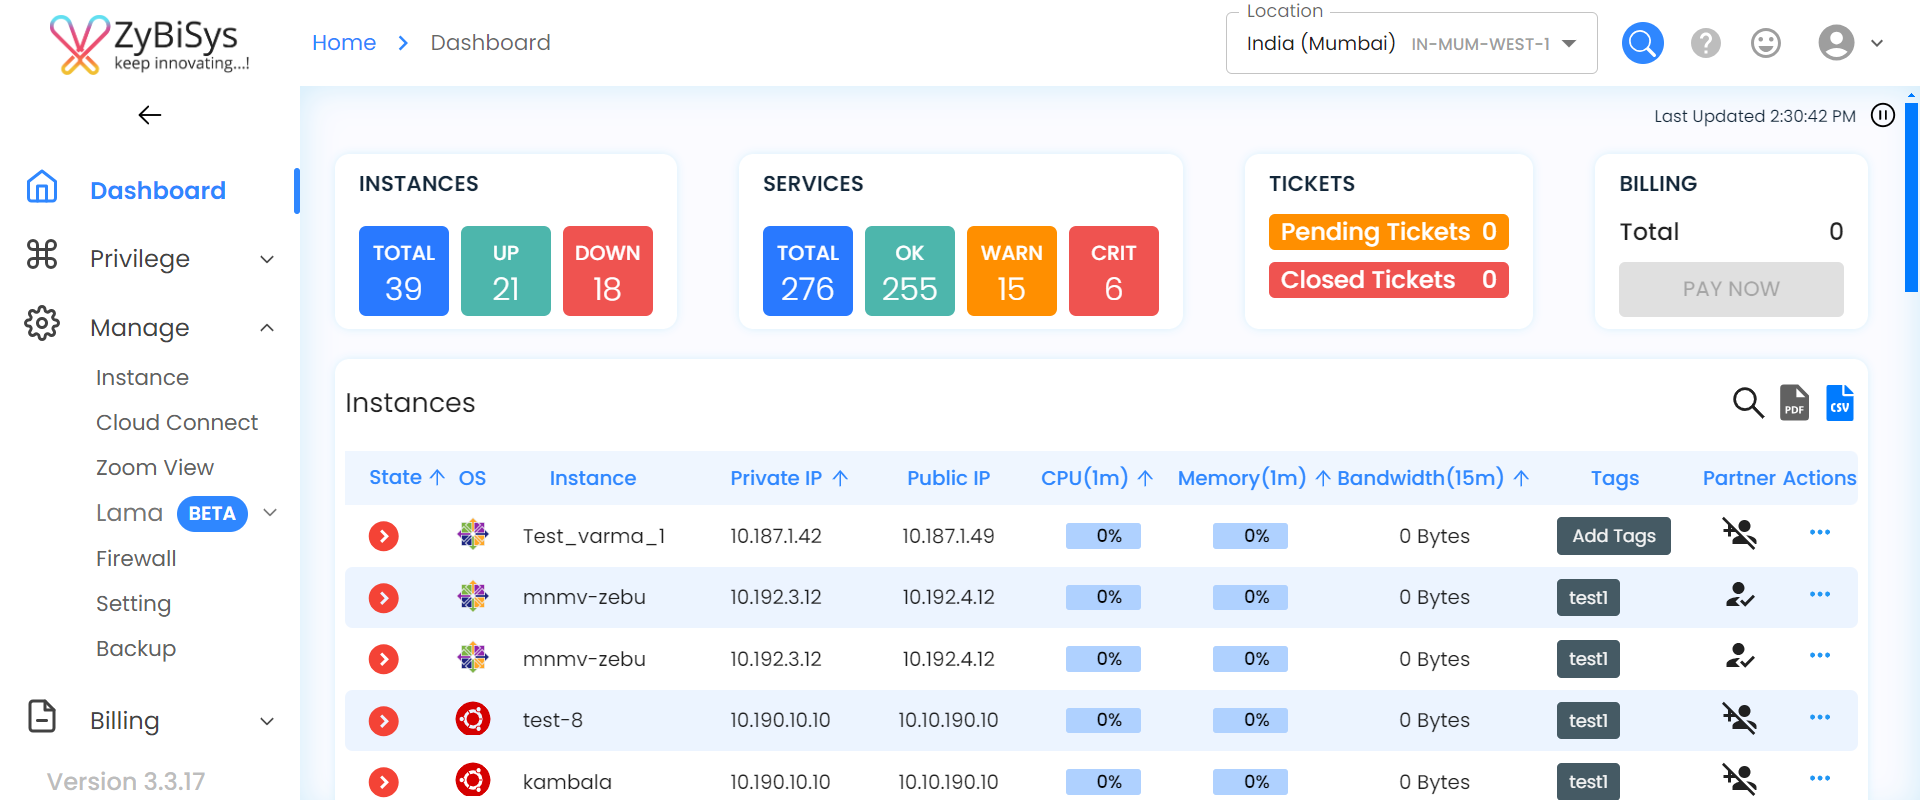 ZyBiSys
keep innovating...!
Home > Dashboard
Location
India (Mumbai) IN-MUM-WEST-1
Last Updated 2:30:42 PM
Dashboard
Privilege
Manage
Instance
Cloud Connect
Zoom View
Lama BETA
Firewall
Setting
Backup
Billing
Version 3.3.17
INSTANCES
TOTAL 39
UP 21
DOWN 18
SERVICES
TOTAL 276
OK 255
WARN 15
CRIT 6
TICKETS
Pending Tickets 0
Closed Tickets 0
BILLING
Total 0
PAY NOW
Instances
PDF CSV
State OS Instance Private IP Public IP CPU(1m) Memory(1m) Bandwidth(15m) Tags Partner Actions
Test_varma_1 10.187.1.42 10.187.1.49 0% 0% 0 Bytes Add Tags
mnmv-zebu 10.192.3.12 10.192.4.12 0% 0% 0 Bytes test1
mnmv-zebu 10.192.3.12 10.192.4.12 0% 0% 0 Bytes test1
test-8 10.190.10.10 10.10.190.10 0% 0% 0 Bytes test1
kambala 10.190.10.10 10.10.190.10 0% 0% 0 Bytes test1